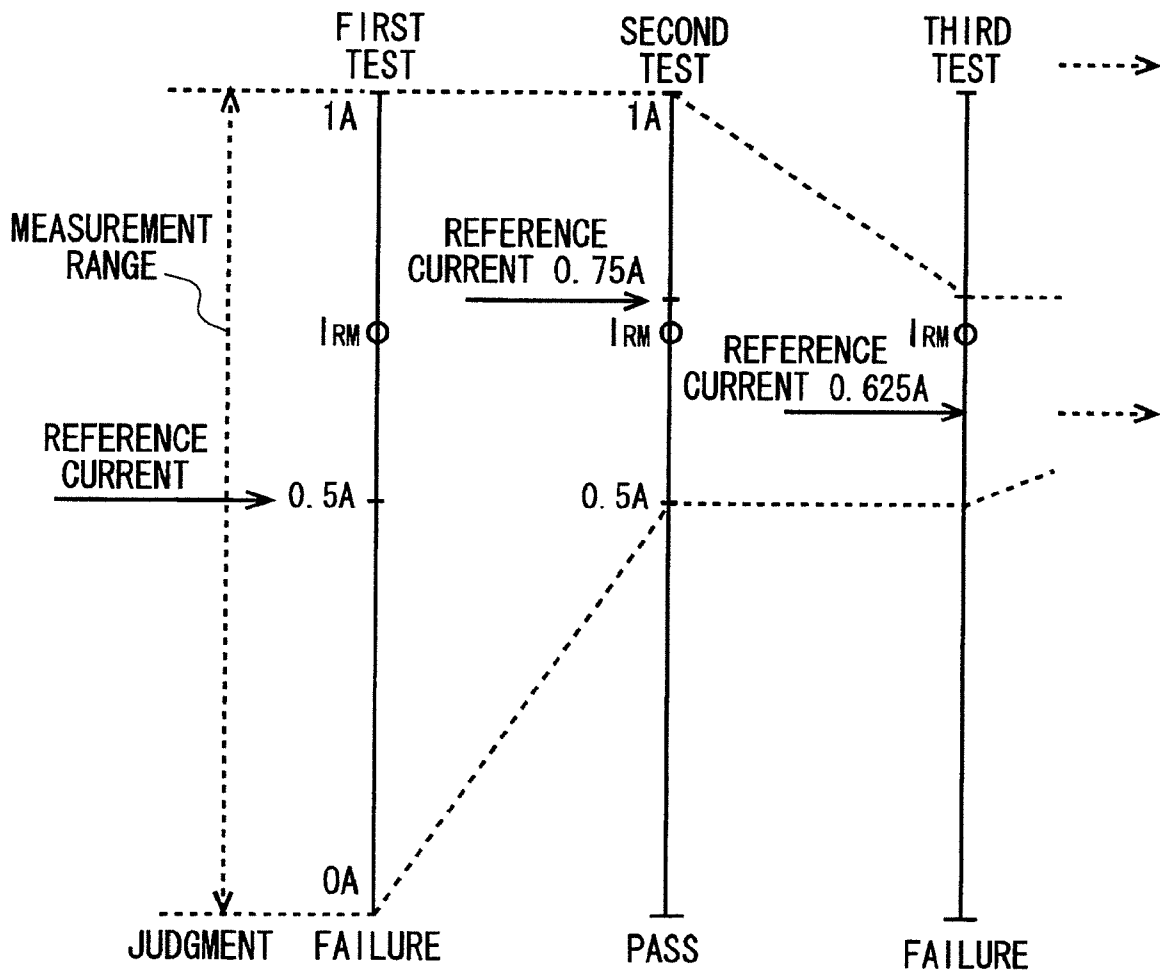 FIRST
TEST
SECOND
TEST
THIRD
TEST
1A
1A
MEASUREMENT
RANGE
REFERENCE
CURRENT 0.75A
IRM
IRM
IRM
REFERENCE
CURRENT 0.625A
REFERENCE
CURRENT
0.5A
0.5A
0A
JUDGMENT
FAILURE
PASS
FAILURE